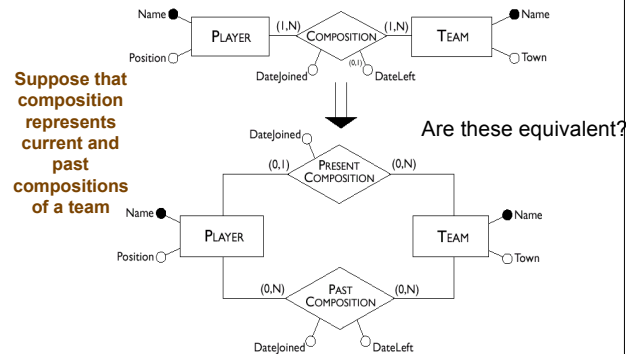 Name
PLAYER
(1,N)
COMPOSITION
(1,N)
TEAM
Name
Position
DateJoined
(0,1)
DateLeft
Town
Suppose that
composition
represents
current and
past
compositions
of a team
Are these equivalent?
DateJoined
(0,1)
PRESENT
COMPOSITION
(0,N)
Name
PLAYER
TEAM
Name
Position
Town
(0,N)
PAST
COMPOSITION
(0,N)
DateJoined
DateLeft